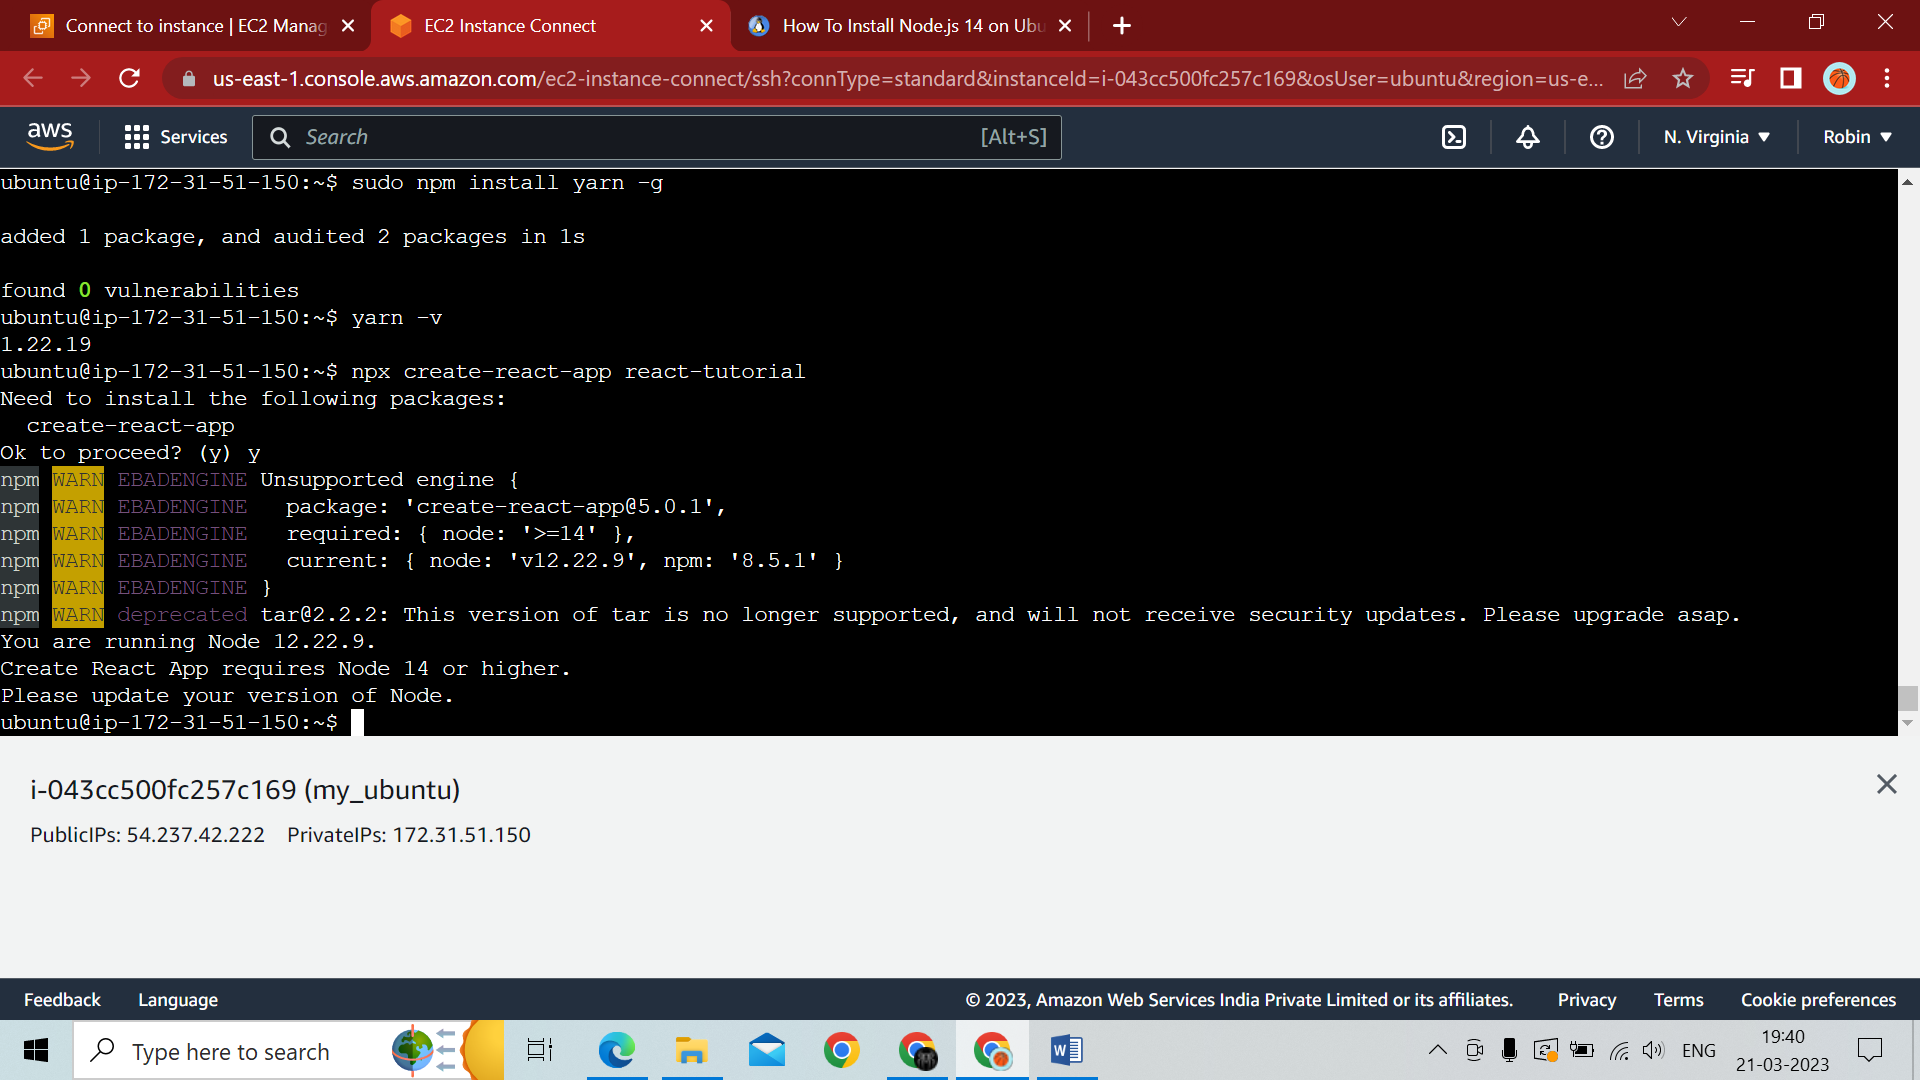 Connect to instance | EC2 Manag
EC2 Instance Connect
How To Install Node.js 14 on Ubu
us-east-1.console.aws.amazon.com/ec2-instance-connect/ssh?connType=standard&instanceId=i-043cc500fc257c169&osUser=ubuntu&region=us-e...
aws
Services
Search
[Alt+S]
N. Virginia
Robin
ubuntu@ip-172-31-51-150:~$ sudo npm install yarn -g
added 1 package, and audited 2 packages in 1s
found 0 vulnerabilities
ubuntu@ip-172-31-51-150:~$ yarn -v
1.22.19
ubuntu@ip-172-31-51-150:~$ npx create-react-app react-tutorial
Need to install the following packages:
  create-react-app
Ok to proceed? (y) y
npm WARN EBADENGINE Unsupported engine {
npm WARN EBADENGINE   package: 'create-react-app@5.0.1',
npm WARN EBADENGINE   required: { node: '>=14' },
npm WARN EBADENGINE   current: { node: 'v12.22.9', npm: '8.5.1' }
npm WARN EBADENGINE }
npm WARN deprecated tar@2.2.2: This version of tar is no longer supported, and will not receive security updates. Please upgrade asap.
You are running Node 12.22.9.
Create React App requires Node 14 or higher.
Please update your version of Node.
ubuntu@ip-172-31-51-150:~$
i-043cc500fc257c169 (my_ubuntu)
PublicIPs: 54.237.42.222    PrivateIPs: 172.31.51.150
Feedback
Language
© 2023, Amazon Web Services India Private Limited or its affiliates.
Privacy
Terms
Cookie preferences
Type here to search
ENG
19:40
21-03-2023